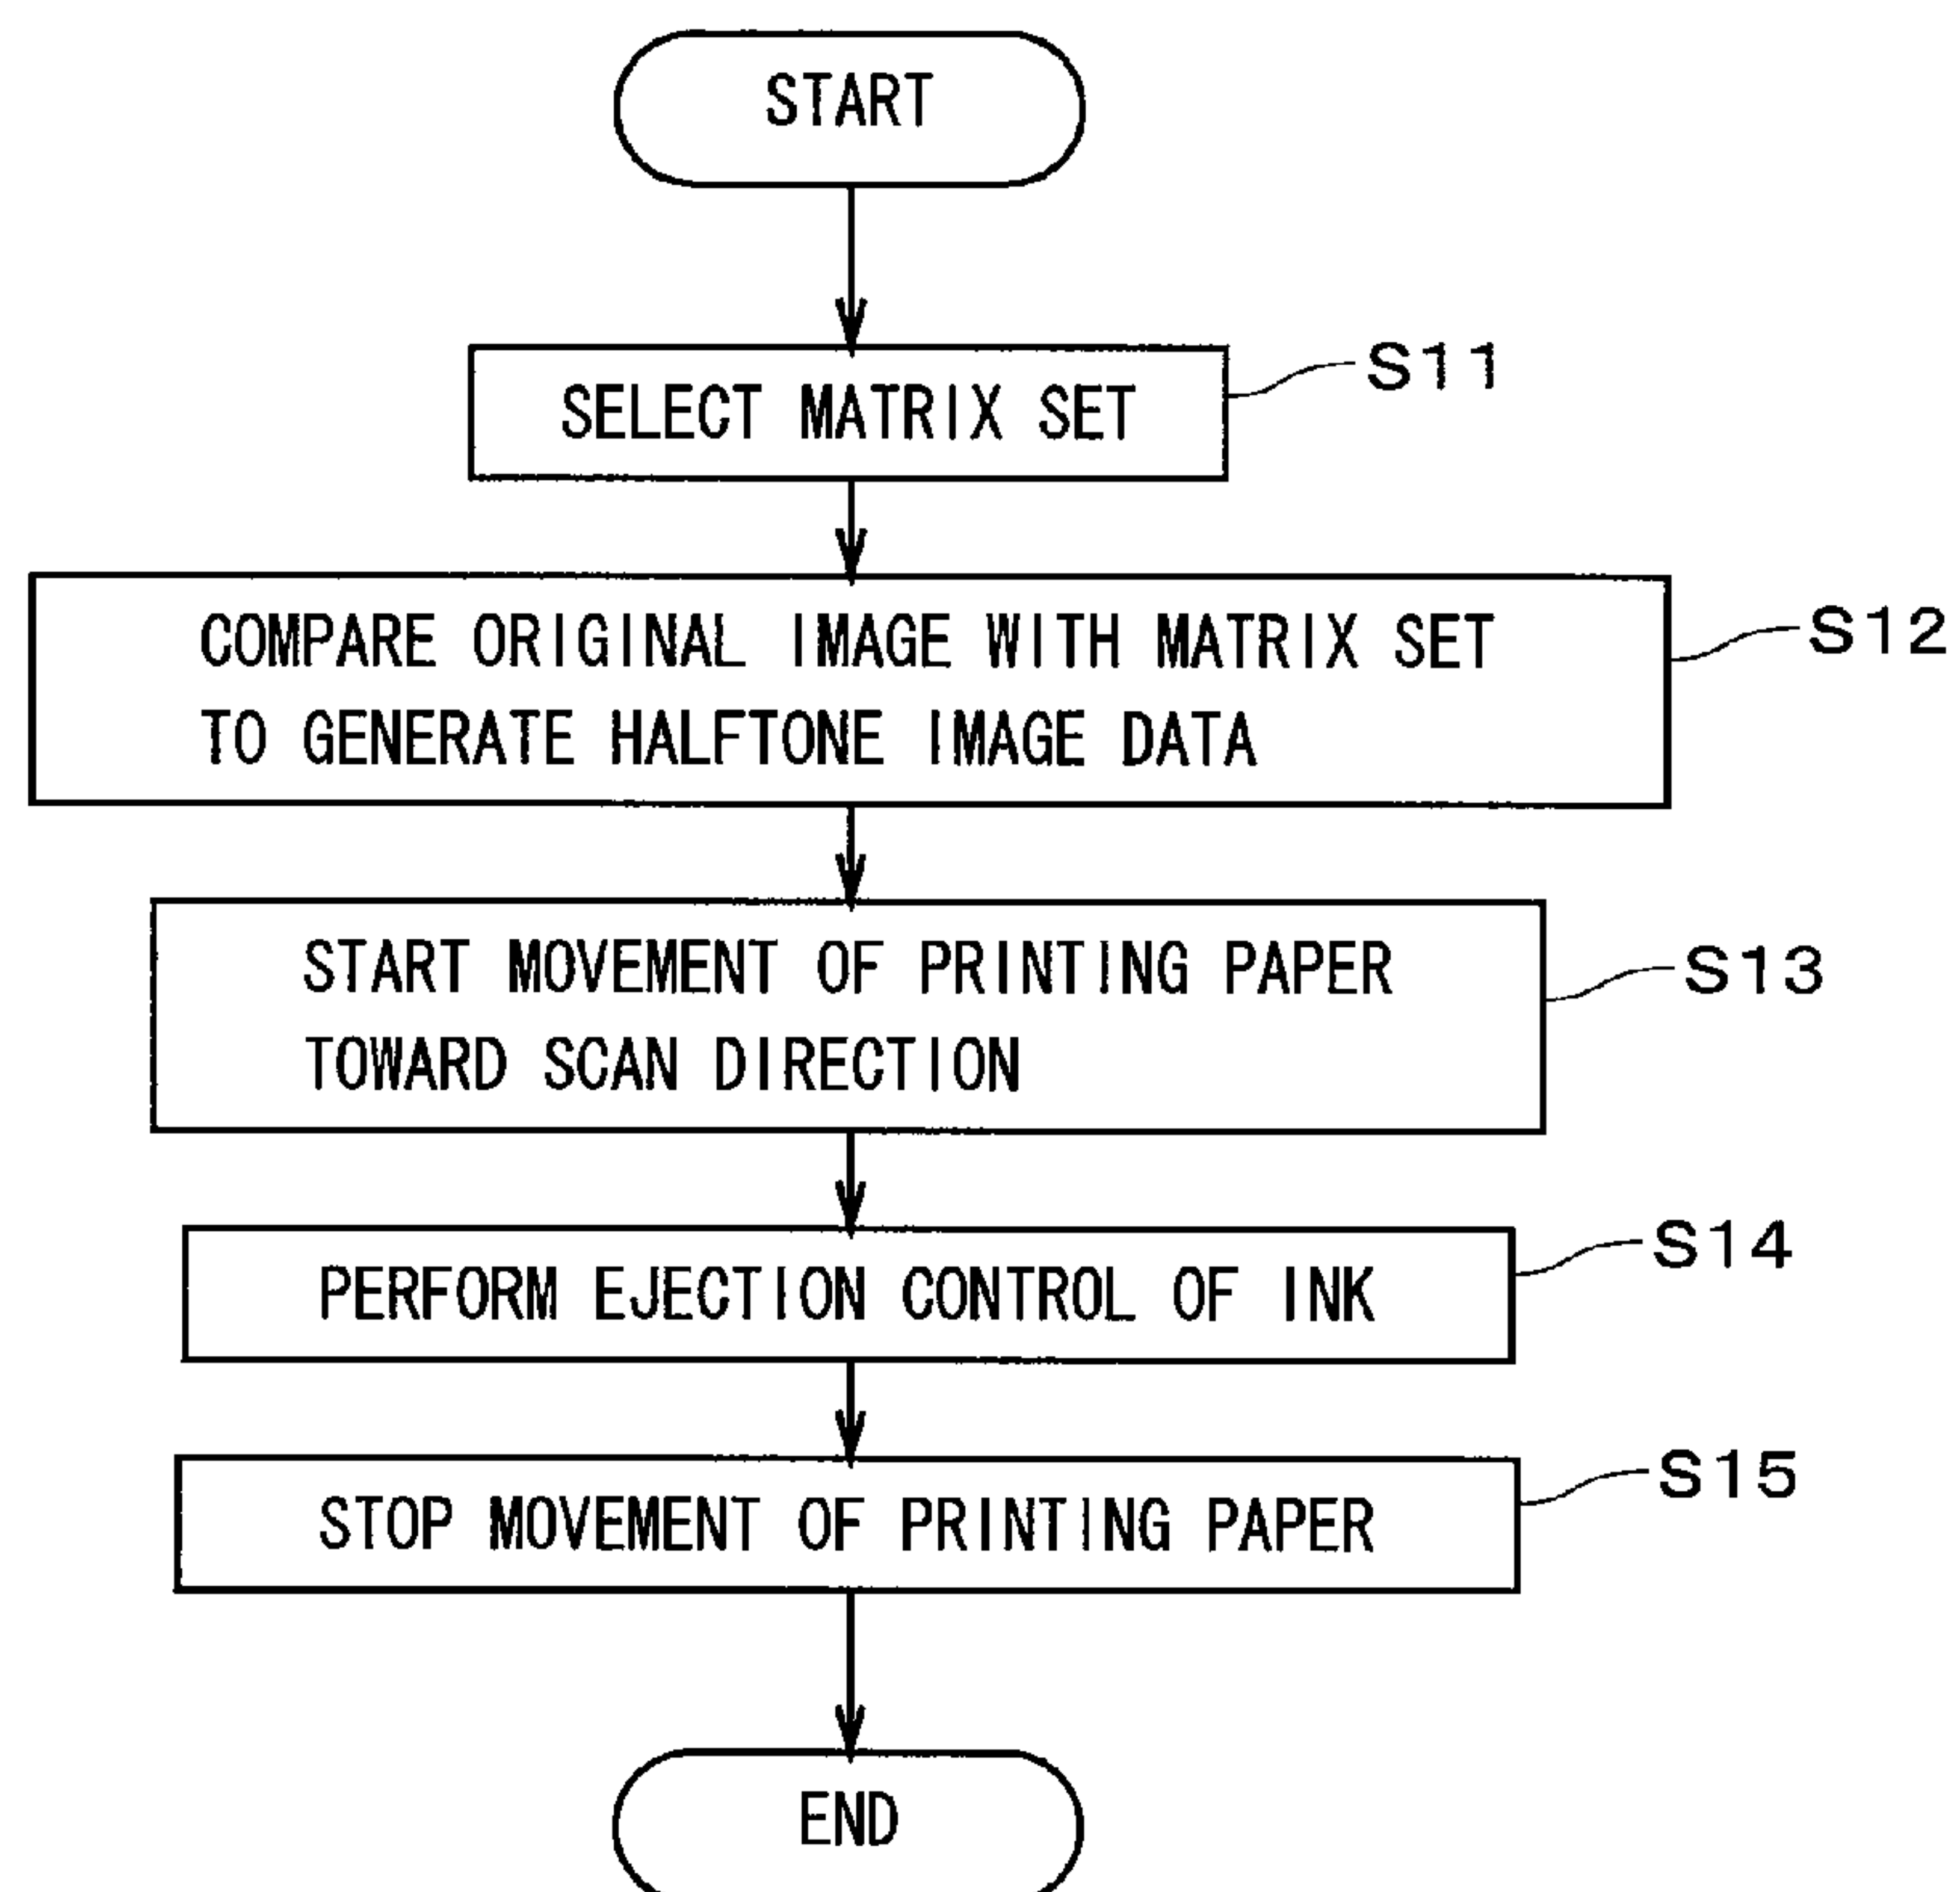 START
SELECT MATRIX SET
S11
COMPARE ORIGINAL IMAGE WITH MATRIX SET
TO GENERATE HALFTONE IMAGE DATA
S12
START MOVEMENT OF PRINTING PAPER
TOWARD SCAN DIRECTION
S13
PERFORM EJECTION CONTROL OF INK
S14
STOP MOVEMENT OF PRINTING PAPER
S15
END